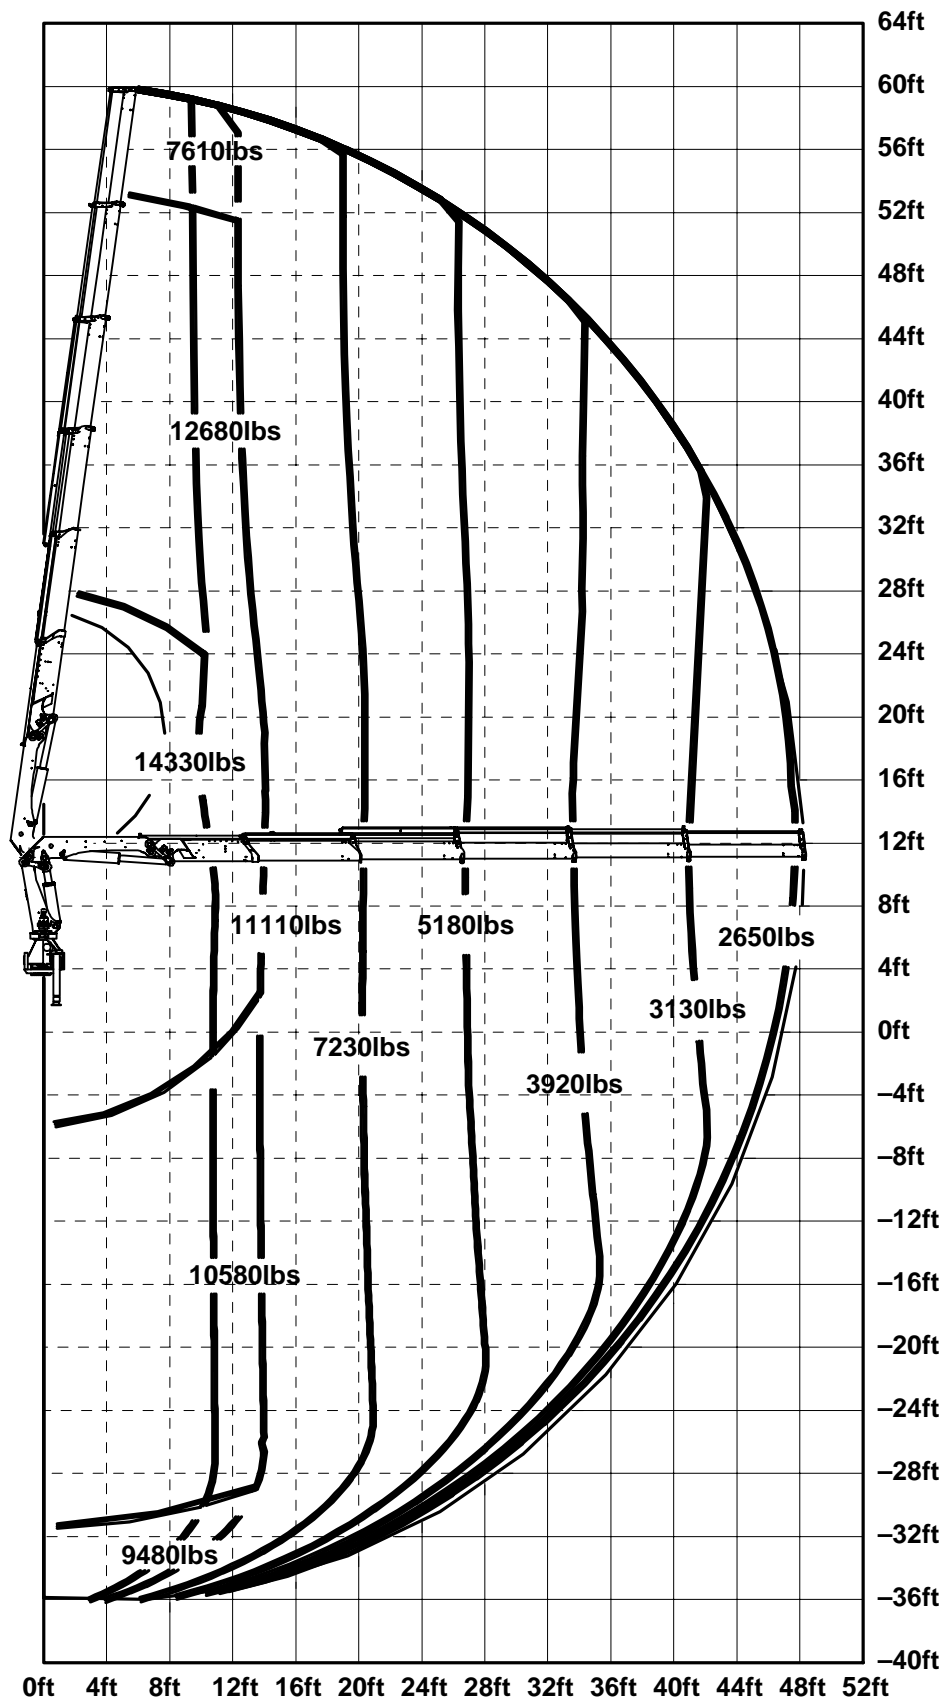 64ft
60ft
7610lbs
56ft
52ft
48ft
44ft
40ft
12680lbs
36ft
32ft
28ft
24ft
20ft
14330lbs
16ft
12ft
8ft
11110lbs 5180lbs
2650lbs
4ft
3130lbs
0ft
7230lbs
3920lbs
–4ft
–8ft
–12ft
10580lbs
–16ft
–20ft
–24ft
–28ft
–32ft
9480lbs
–36ft
–40ft
0ft 4ft 8ft 12ft 16ft 20ft 24ft 28ft 32ft 36ft 40ft 44ft 48ft 52ft